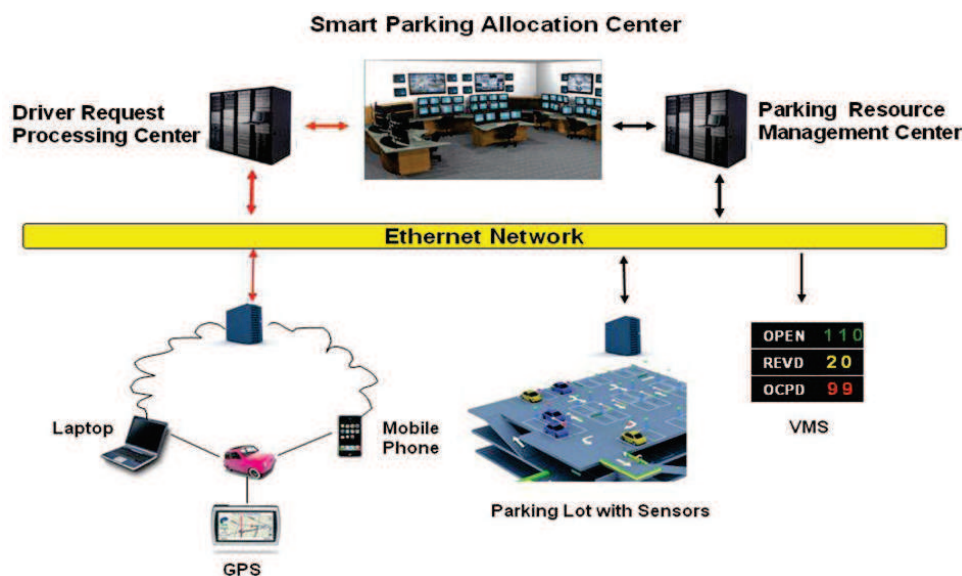 Smart Parking Allocation Center
Driver Request
Processing Center
Parking Resource
Management Center
Ethernet Network
OPEN 110
REVD 20
OCPD 99
VMS
Laptop
Mobile
Phone
Parking Lot with Sensors
GPS